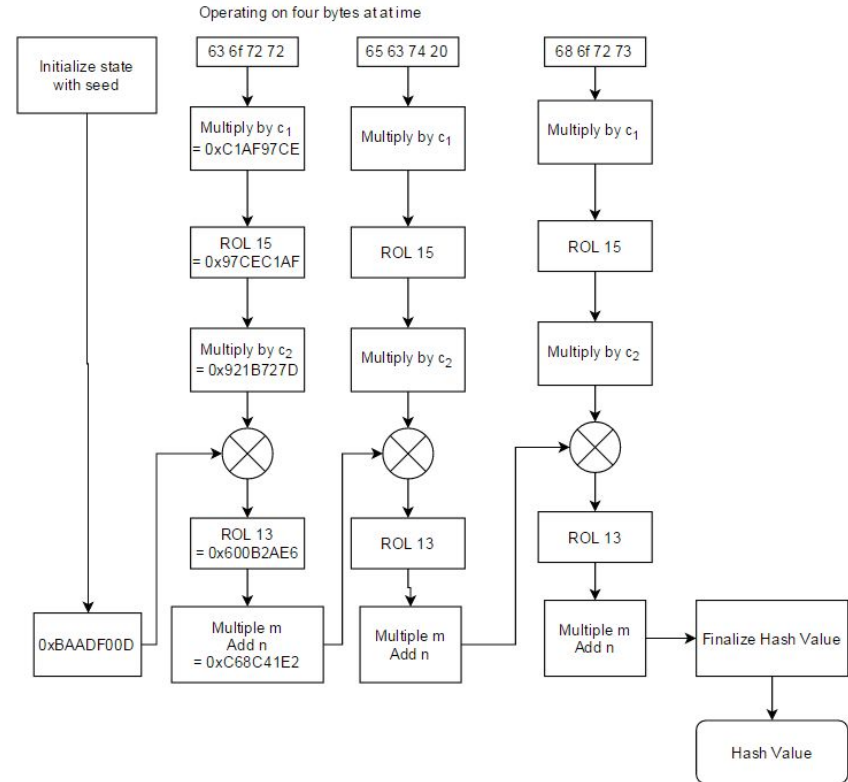 Operating on four bytes at at ime
Initialize state
with seed
63 6f 72 72
65 63 74 20
68 6f 72 73
Multiply by c₁
= 0xC1AF97CE
Multiply by c₁
Multiply by c₁
ROL 15
= 0x97CEC1AF
ROL 15
ROL 15
Multiply by c₂
= 0x921B727D
Multiply by c₂
Multiply by c₂
ROL 13
= 0x600B2AE6
ROL 13
ROL 13
0xBAADF00D
Multiple m
Add n
= 0xC68C41E2
Multiple m
Add n
Multiple m
Add n
Finalize Hash Value
Hash Value